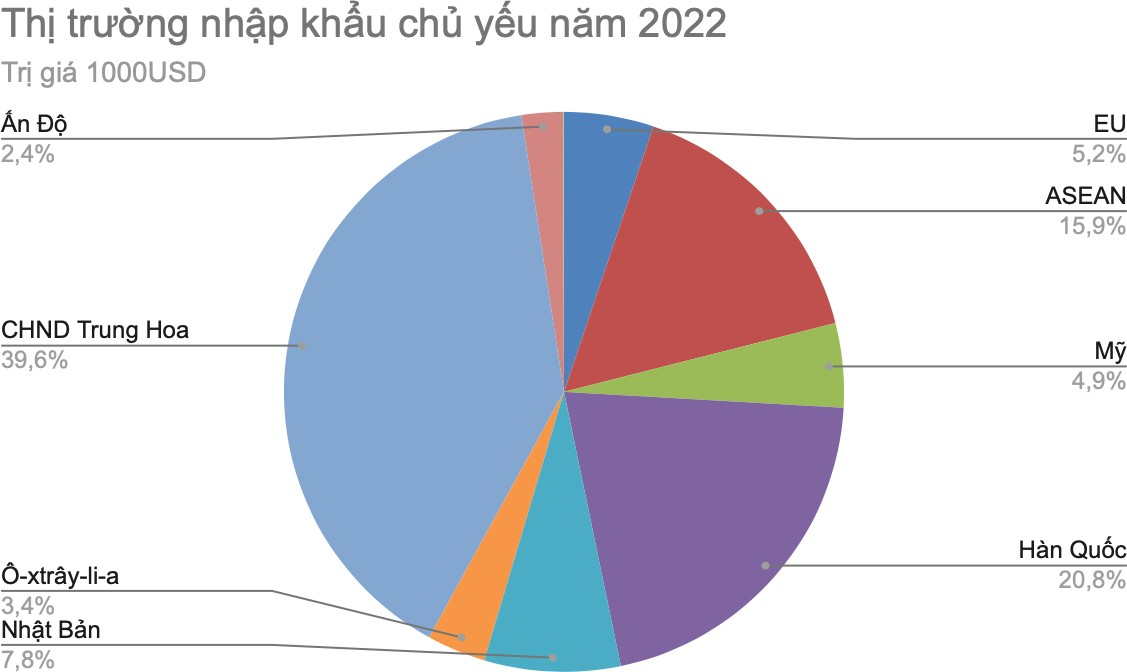 Thị trường nhập khẩu chủ yếu năm 2022
Trị giá 1000USD
Ấn Độ
2,4%
EU
5,2%
ASEAN
15,9%
CHND Trung Hoa
39,6%
Mỹ
4,9%
Hàn Quốc
20,8%
Ô-xtrây-li-a
3,4%
Nhật Bản
7,8%